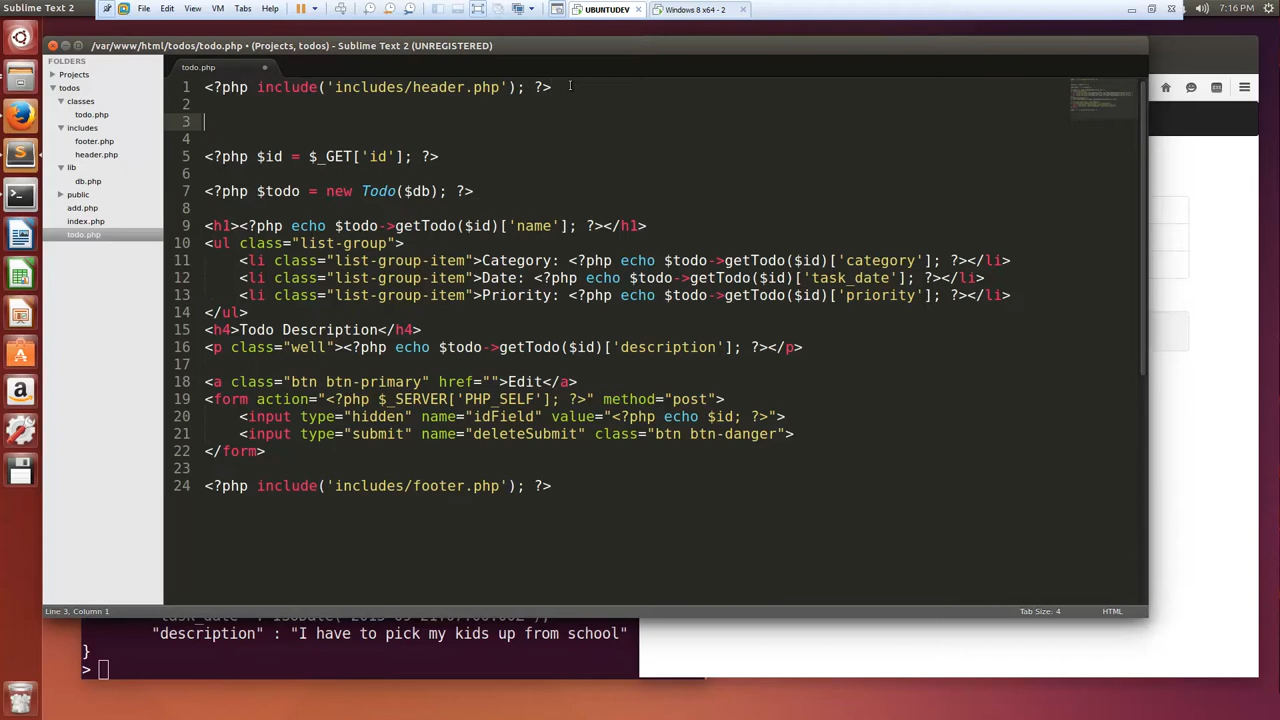 Sublime Text 2
File Edit View VM Tabs Help
UBUNTUDEV
Windows 8 x64 - 2
7:16 PM
/var/www/html/todos/todo.php • (Projects, todos) - Sublime Text 2 (UNREGISTERED)
FOLDERS
Projects
todos
classes
todo.php
includes
footer.php
header.php
lib
db.php
public
add.php
index.php
todo.php
todo.php
1 <?php include('includes/header.php'); ?>
2
3
4
5 <?php $id = $_GET['id']; ?>
6
7 <?php $todo = new Todo($db); ?>
8
9 <h1><?php echo $todo->getTodo($id)['name']; ?></h1>
10 <ul class="list-group">
11 <li class="list-group-item">Category: <?php echo $todo->getTodo($id)['category']; ?></li>
12 <li class="list-group-item">Date: <?php echo $todo->getTodo($id)['task_date']; ?></li>
13 <li class="list-group-item">Priority: <?php echo $todo->getTodo($id)['priority']; ?></li>
14 </ul>
15 <h4>Todo Description</h4>
16 <p class="well"><?php echo $todo->getTodo($id)['description']; ?></p>
17
18 <a class="btn btn-primary" href="">Edit</a>
19 <form action="<?php $_SERVER['PHP_SELF']; ?>" method="post">
20 <input type="hidden" name="idField" value="<?php echo $id; ?>">
21 <input type="submit" name="deleteSubmit" class="btn btn-danger">
22 </form>
23
24 <?php include('includes/footer.php'); ?>
Line 3, Column 1
Tab Size: 4
HTML
"description" : "I have to pick my kids up from school"
}
>